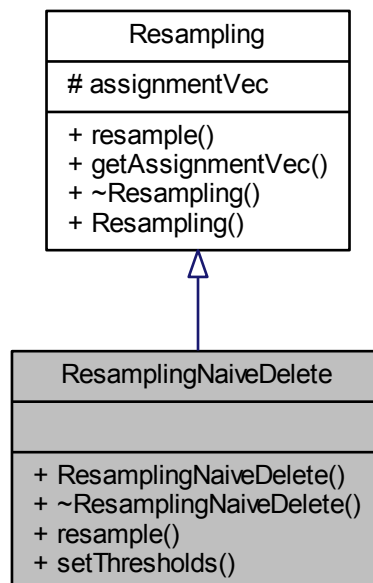 Resampling
# assignmentVec
+ resample()
+ getAssignmentVec()
+ ~Resampling()
+ Resampling()
ResamplingNaiveDelete
+ ResamplingNaiveDelete()
+ ~ResamplingNaiveDelete()
+ resample()
+ setThresholds()